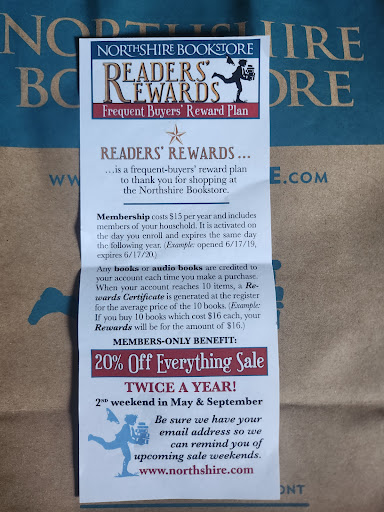 NORTHSHIRE
BOOKSTORE
NORTHSHIRE BOOKSTORE
READERS'
REWARDS
Frequent Buyers' Reward Plan
READERS' REWARDS...
...is a frequent-buyers' reward plan
to thank you for shopping at
the Northshire Bookstore.
Membership costs $15 per year and includes
members of your household. It is activated on
the day you enroll and expires the same day
the following year. (Example: opened 6/17/19,
expires 6/17/20.)
Any books or audio books are credited to
your account each time you make a purchase.
When your account reaches 10 items, a Re-
wards Certificate is generated at the register
for the average price of the 10 books. (Example:
If you buy 10 books which cost $16 each, your
Rewards will be for the amount of $16.)
MEMBERS-ONLY BENEFIT:
20% Off Everything Sale
TWICE A YEAR!
2nd weekend in May & September
Be sure we have your
email address so we
can remind you of
upcoming sale weekends.
www.northshire.com